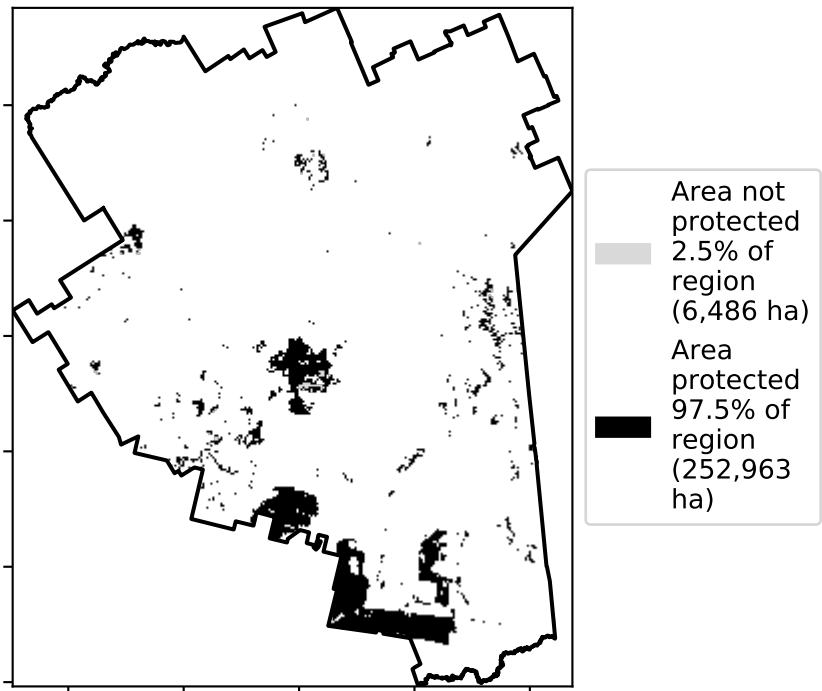 Area not
protected
2.5% of
region
(6,486 ha)
Area
protected
97.5% of
region
(252,963
ha)